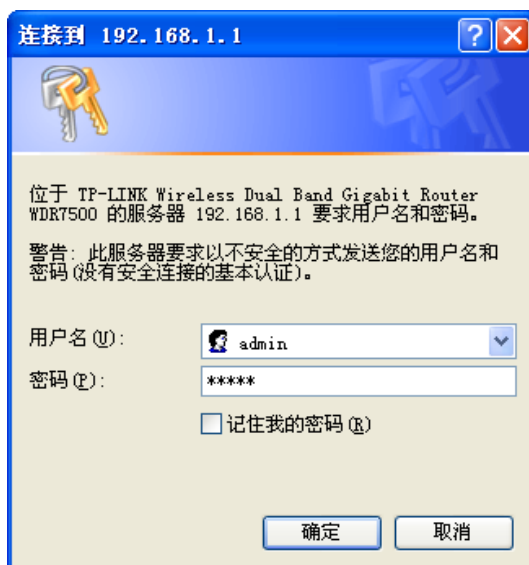 连接到 192.168.1.1
位于 TP-LINK Wireless Dual Band Gigabit Router
WDR7500 的服务器 192.168.1.1 要求用户名和密码。
警告: 此服务器要求以不安全的方式发送您的用户名和
密码(没有安全连接的基本认证)。
用户名(U):
admin
密码(P):
*****
记住我的密码(R)
确定
取消